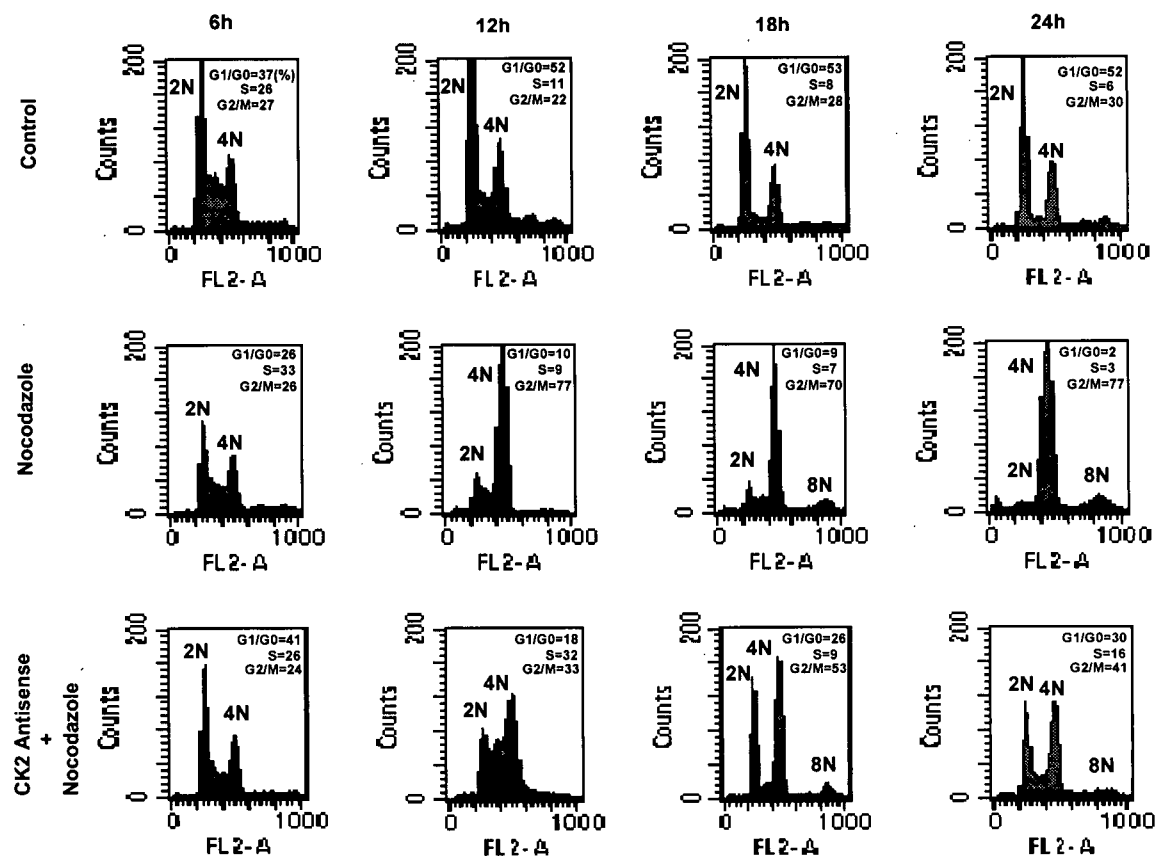 6h 12h 18h 24h
Control
200
Counts
0
2N
4N
G1/G0=37(%)
S=26
G2/M=27
0 1000
FL2-A
200
Counts
0
2N
4N
G1/G0=52
S=11
G2/M=22
0 1000
FL2-A
200
Counts
0
2N
4N
G1/G0=53
S=8
G2/M=28
0 1000
FL2-A
200
Counts
0
2N
4N
G1/G0=52
S=6
G2/M=30
0 1000
FL2-A
Nocodazole
200
Counts
0
2N
4N
G1/G0=26
S=33
G2/M=26
0 1000
FL2-A
200
Counts
0
4N
2N
G1/G0=10
S=9
G2/M=77
0 1000
FL2-A
200
Counts
0
4N
2N
8N
G1/G0=9
S=7
G2/M=70
0 1000
FL2-A
200
Counts
0
4N
2N
8N
G1/G0=2
S=3
G2/M=77
0 1000
FL2-A
CK2 Antisense
+
Nocodazole
200
Counts
0
2N
4N
G1/G0=41
S=26
G2/M=24
0 1000
FL2-A
200
Counts
0
4N
2N
G1/G0=18
S=32
G2/M=33
0 1000
FL2-A
200
Counts
0
4N
2N
8N
G1/G0=26
S=9
G2/M=53
0 1000
FL2-A
200
Counts
0
2N 4N
8N
G1/G0=30
S=16
G2/M=41
0 1000
FL2-A